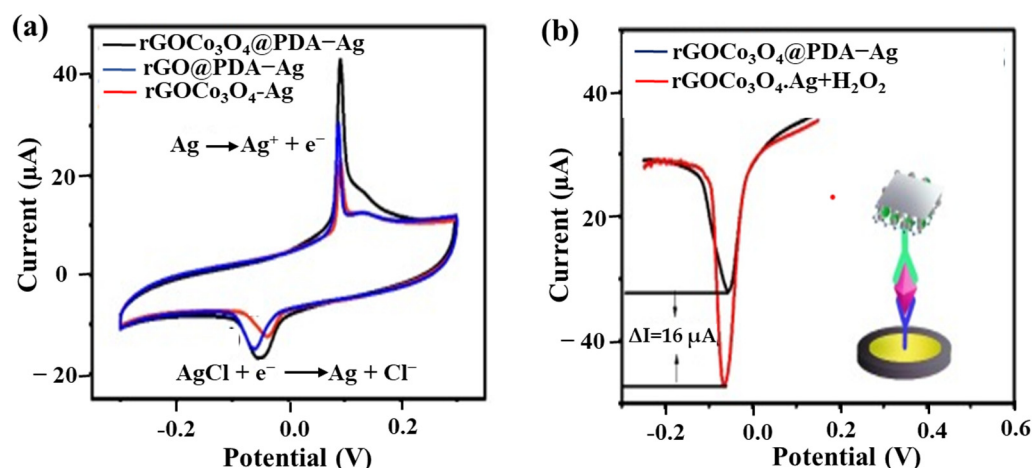 (a)
rGOCo₃O₄@PDA−Ag
rGO@PDA−Ag
rGOCo₃O₄-Ag
Ag ⟶ Ag⁺ + e⁻
AgCl + e⁻ ⟶ Ag + Cl⁻
Current (µA)
40
20
0
−20
-0.2
0.0
0.2
Potential (V)
(b)
rGOCo₃O₄@PDA−Ag
rGOCo₃O₄.Ag+H₂O₂
ΔI=16 µA
Current (µA)
40
20
−40
-0.2
0.0
0.2
0.4
0.6
Potential (V)